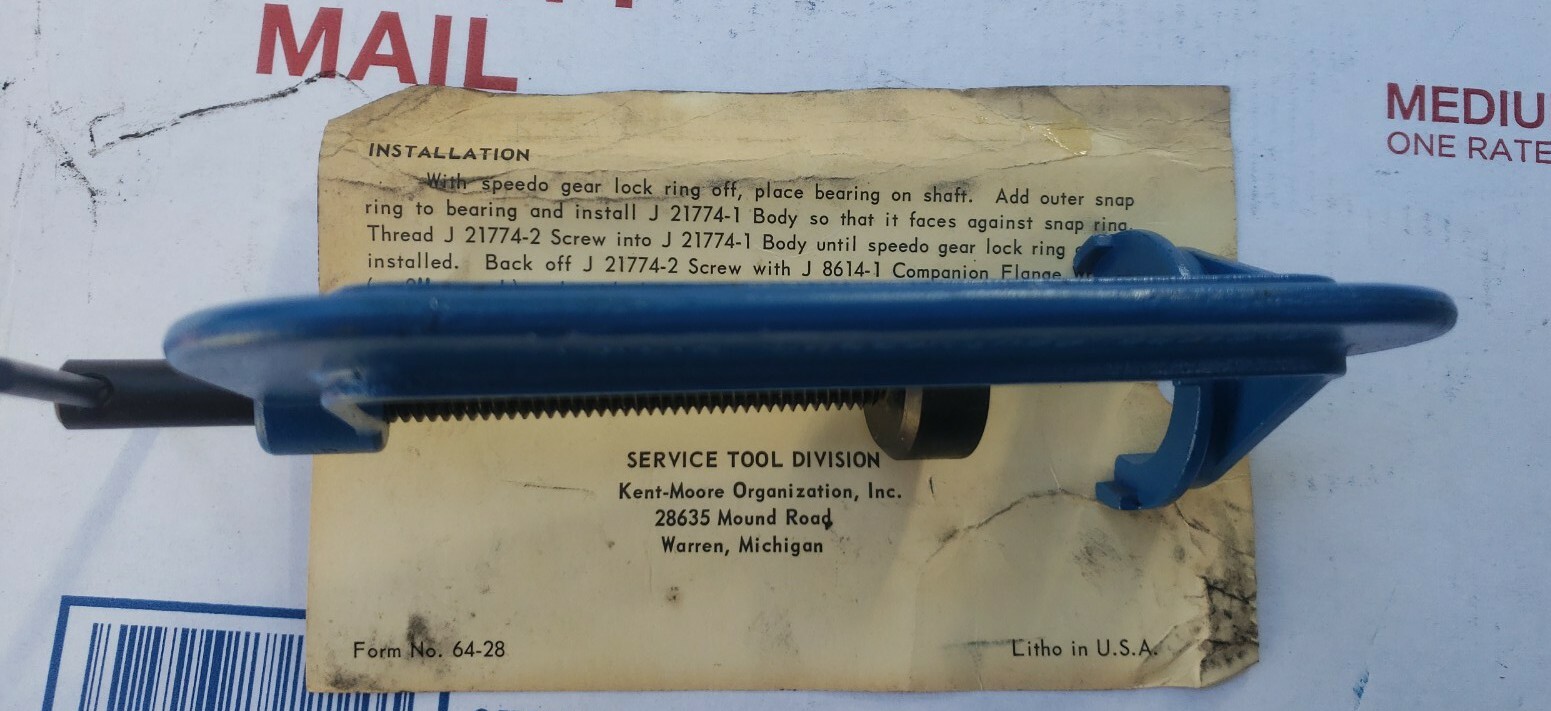 MAIL
MEDIU
ONE RATE
INSTALLATION
With speedo gear lock ring off, place bearing on shaft. Add outer snap
ring to bearing and install J 21774-1 Body so that it faces against snap ring.
Thread J 21774-2 Screw into J 21774-1 Body until speedo gear lock ring
installed. Back off J 21774-2 Screw with J 8614-1 Companion Flange
SERVICE TOOL DIVISION
Kent-Moore Organization, Inc.
28635 Mound Road
Warren, Michigan
Form No. 64-28
Litho in U.S.A.